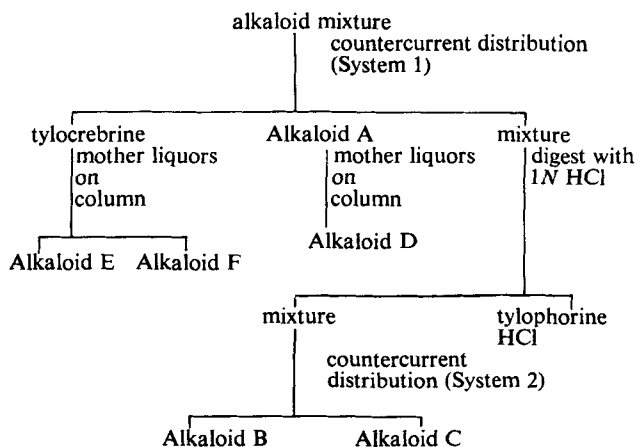 alkaloid mixture
countercurrent distribution
(System 1)
tylocrebrine
mother liquors
on
column
Alkaloid E
Alkaloid F
Alkaloid A
mother liquors
on
column
Alkaloid D
mixture
digest with
1N HCl
mixture
tylophorine
HCl
countercurrent
distribution (System 2)
Alkaloid B
Alkaloid C